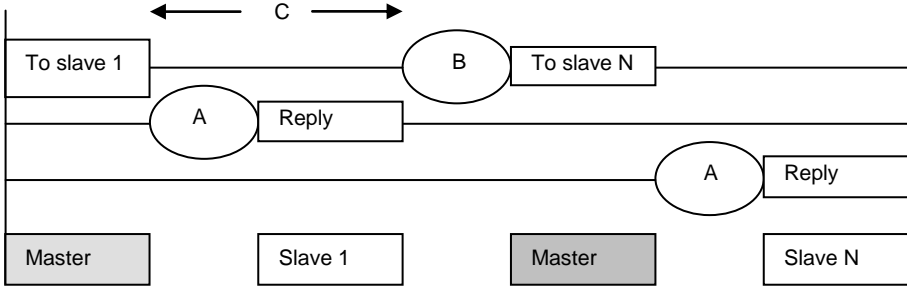 C
To slave 1
B
To slave N
A
Reply
A
Reply
Master
Slave 1
Master
Slave N